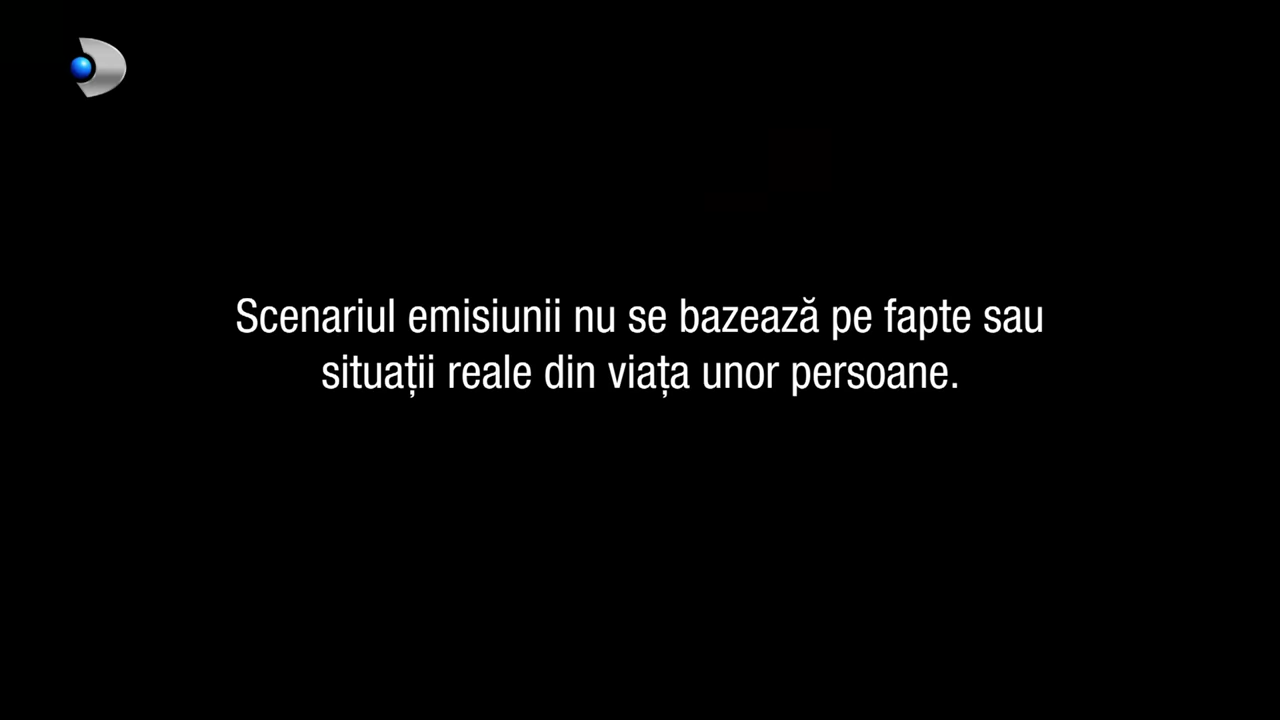 Scenariul emisiunii nu se bazează pe fapte sau
situații reale din viața unor persoane.